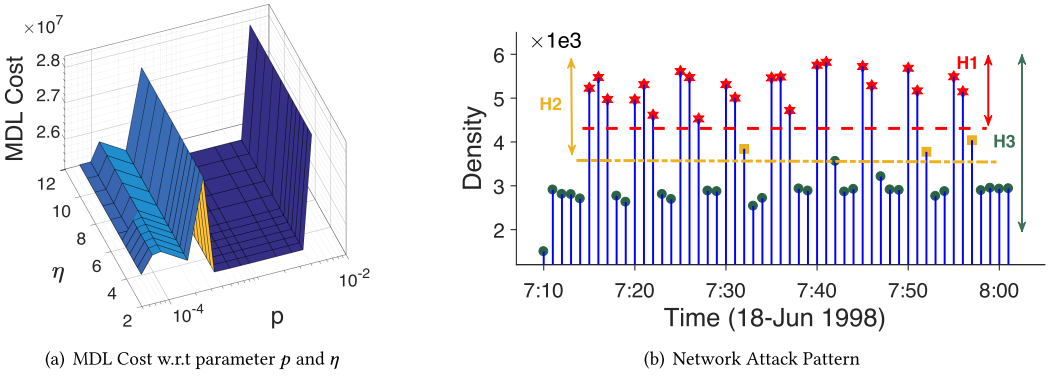 ×10⁷
2.8
2.7
2.6
MDL Cost
12
10
8
6
4
2
η
10⁻⁴
10⁻²
p
(a) MDL Cost w.r.t parameter p and η
×1e3
6
5
4
3
2
Density
H1
H2
H3
7:10 7:20 7:30 7:40 7:50 8:00
Time (18-Jun 1998)
(b) Network Attack Pattern